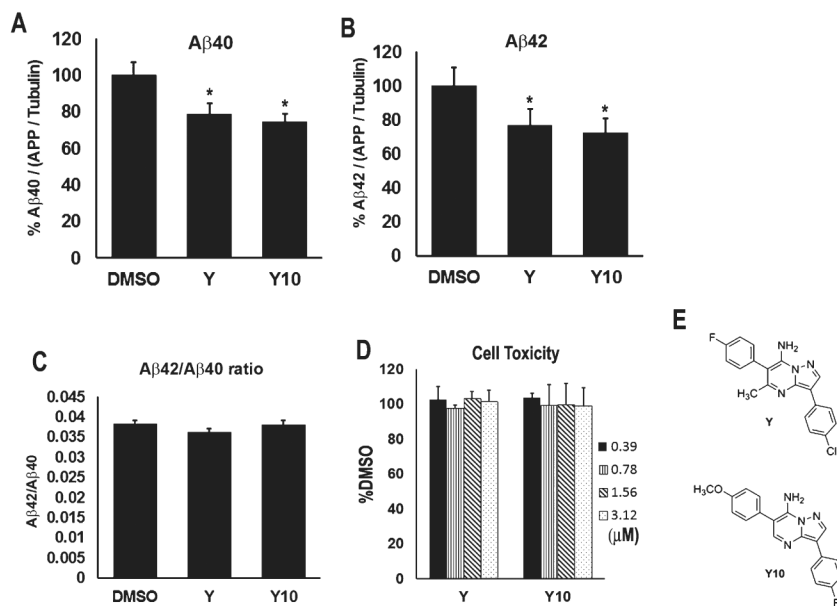 A
Aβ40
% Aβ40 / (APP / Tubulin)
120
100
80
60
40
20
0
*
*
DMSO Y Y10
B
Aβ42
% Aβ42 / (APP / Tubulin)
120
100
80
60
40
20
0
*
*
DMSO Y Y10
C
Aβ42/Aβ40 ratio
Aβ42/Aβ40
0.045
0.04
0.035
0.03
0.025
0.02
0.015
0.01
0.005
0
DMSO Y Y10
D
Cell Toxicity
%DMSO
120
100
80
60
40
20
0
Y Y10
0.39
0.78
1.56
3.12
(μM)
E
F
NH₂
N
N
CH₃
N
Cl
Y
H₃CO
NH₂
N
N
N
F
Y10